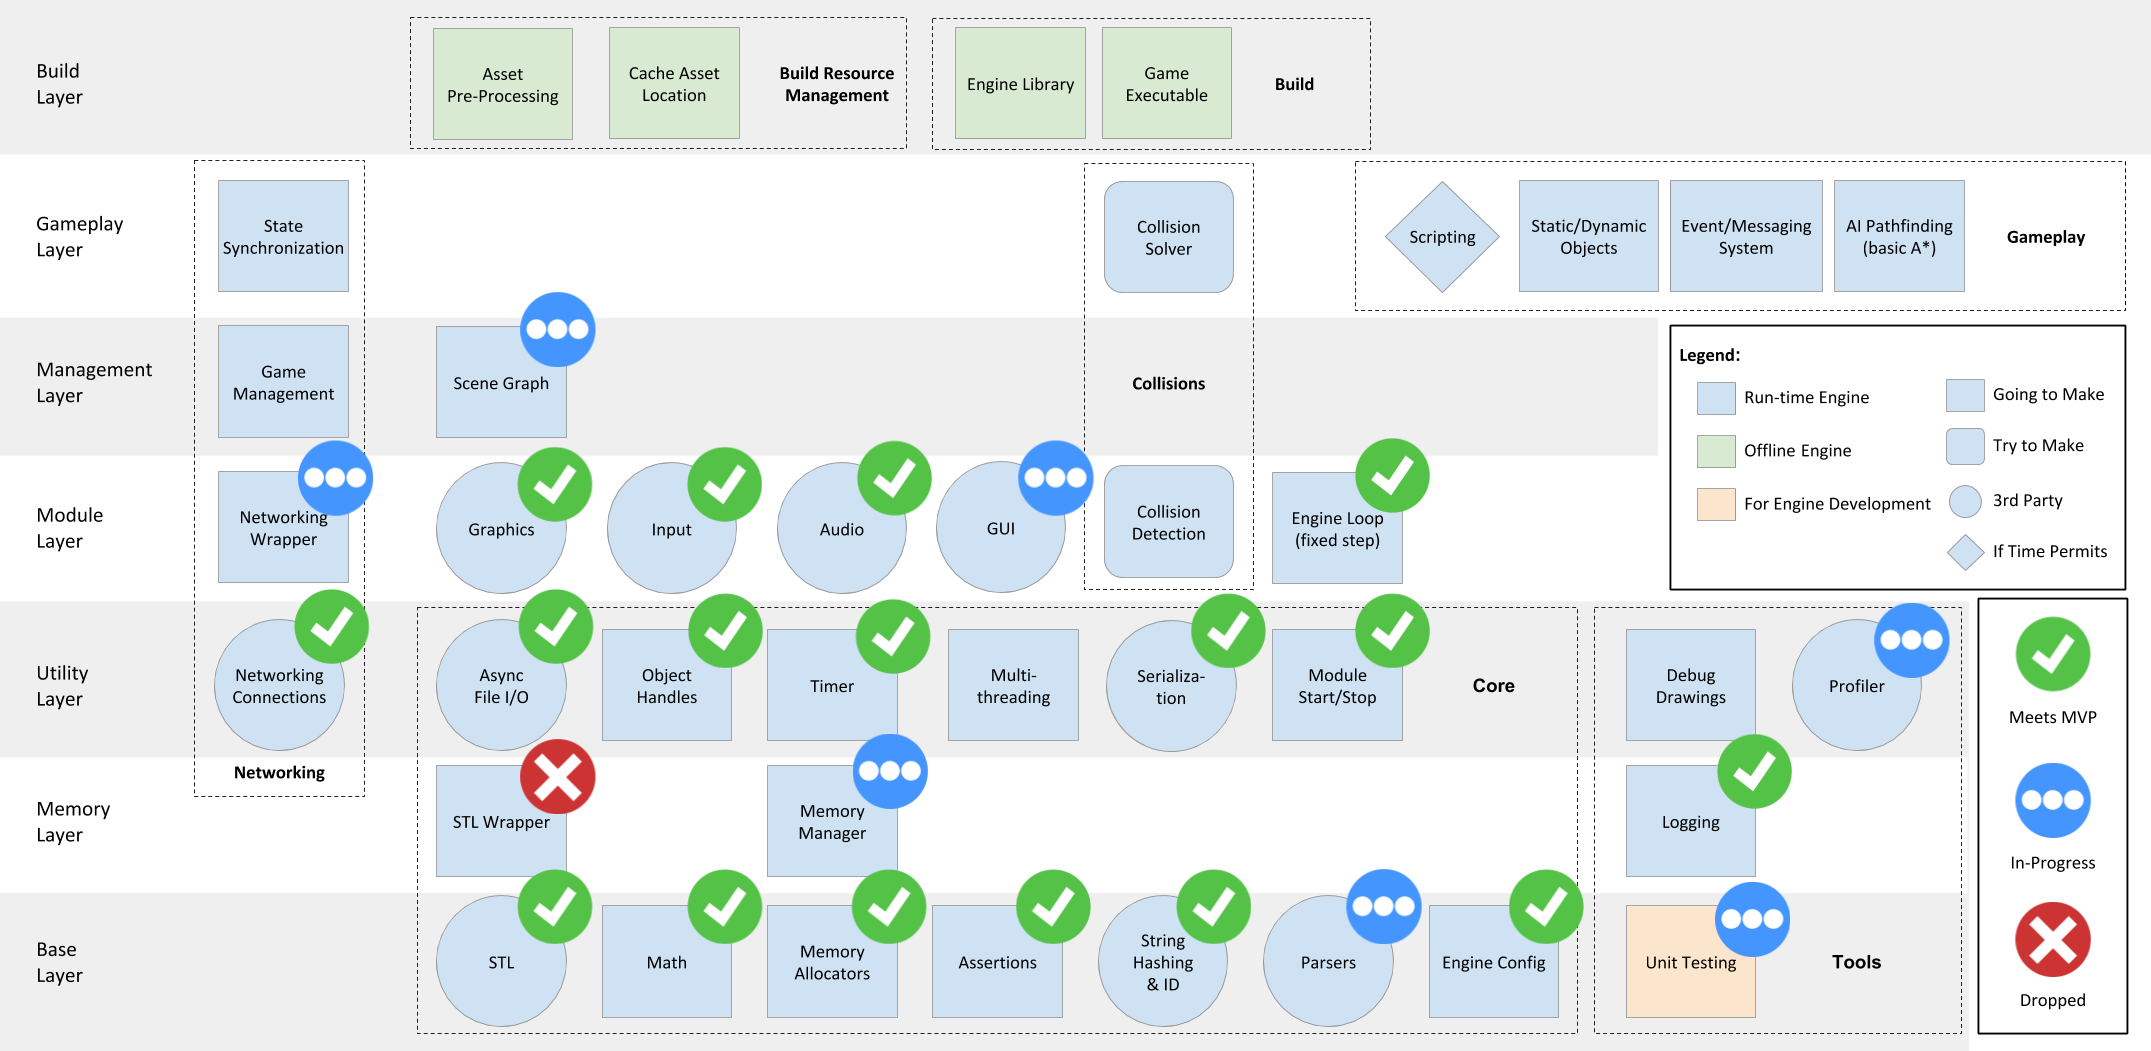 Build
Layer
Asset
Pre-Processing
Cache Asset
Location
Build Resource
Management
Engine Library
Game
Executable
Build
Gameplay
Layer
State
Synchronization
Collision
Solver
Scripting
Static/Dynamic
Objects
Event/Messaging
System
AI Pathfinding
(basic A*)
Gameplay
Management
Layer
Game
Management
Scene Graph
Collisions
Legend:
Run-time Engine
Going to Make
Offline Engine
Try to Make
For Engine Development
3rd Party
If Time Permits
Module
Layer
Networking
Wrapper
Graphics
Input
Audio
GUI
Collision
Detection
Engine Loop
(fixed step)
Utility
Layer
Networking
Connections
Async
File I/O
Object
Handles
Timer
Multi-
threading
Serializa-
tion
Module
Start/Stop
Core
Debug
Drawings
Profiler
Meets MVP
Networking
Memory
Layer
STL Wrapper
Memory
Manager
Logging
In-Progress
Base
Layer
STL
Math
Memory
Allocators
Assertions
String
Hashing
& ID
Parsers
Engine Config
Unit Testing
Tools
Dropped